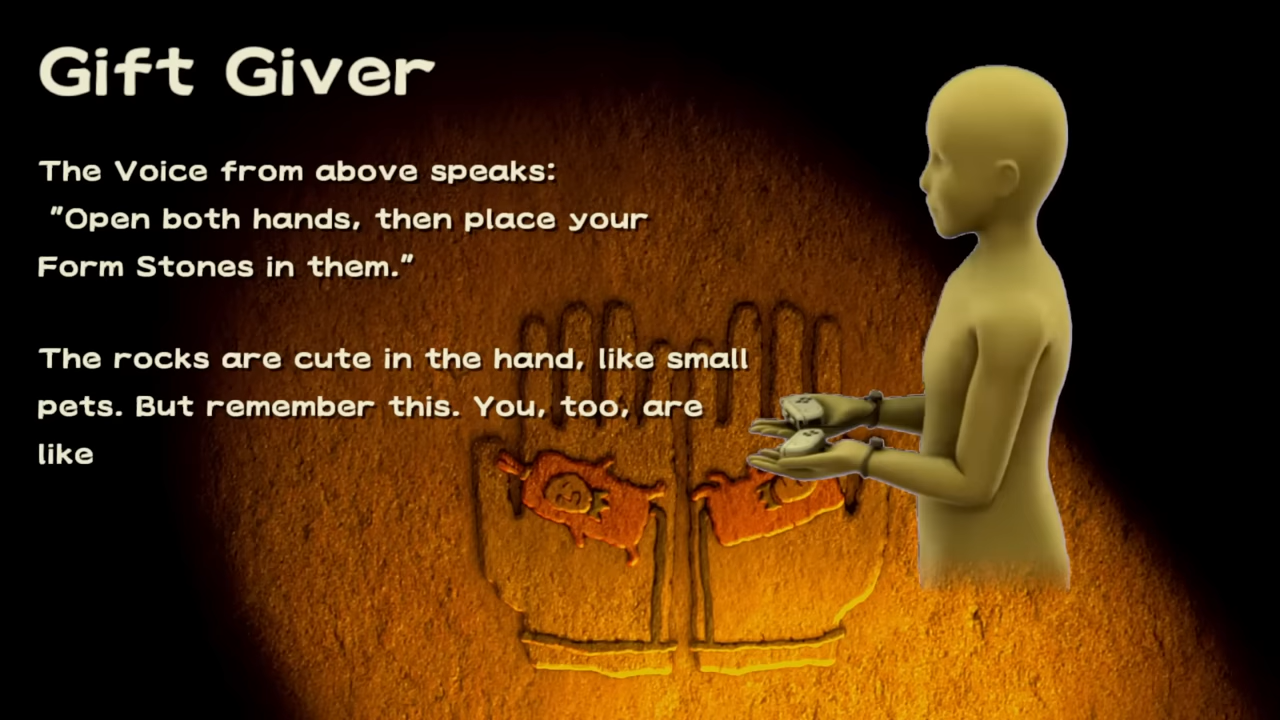 Gift Giver
The Voice from above speaks:
"Open both hands, then place your
Form Stones in them."
The rocks are cute in the hand, like small
pets. But remember this. You, too, are
like